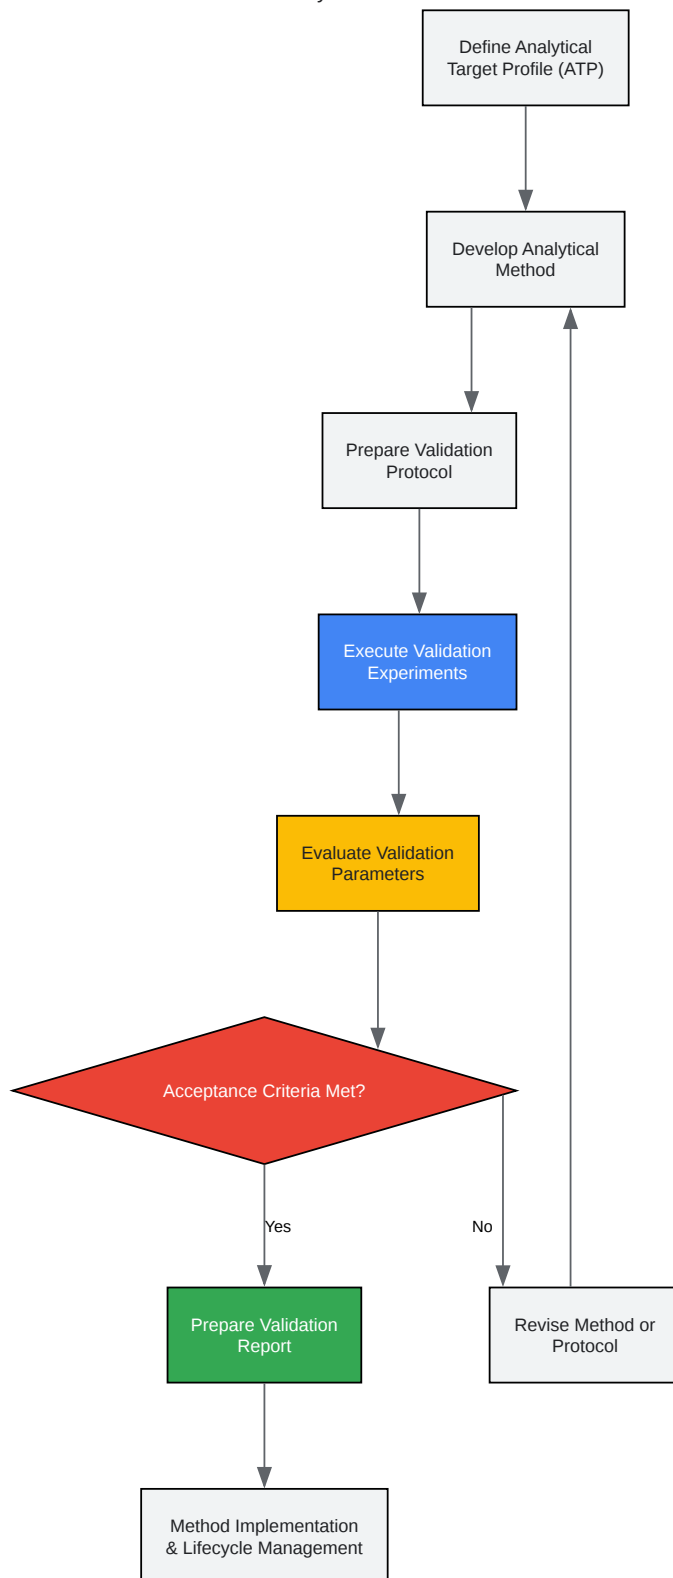 Define Analytical
Target Profile (ATP)
Develop Analytical
Method
Prepare Validation
Protocol
Execute Validation
Experiments
Evaluate Validation
Parameters
Acceptance Criteria Met?
Yes
No
Prepare Validation
Report
Revise Method or
Protocol
Method Implementation
& Lifecycle Management